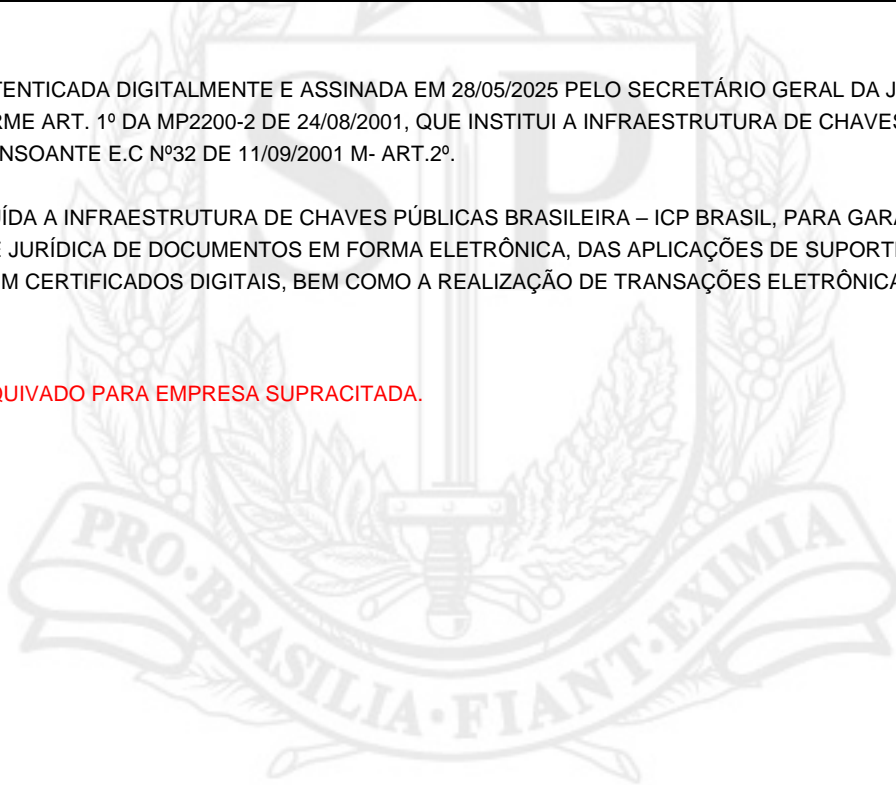 TENTICADA DIGITALMENTE E ASSINADA EM 28/05/2025 PELO SECRETÁRIO GERAL DA J
RME ART. 1º DA MP2200-2 DE 24/08/2001, QUE INSTITUI A INFRAESTRUTURA DE CHAVES
NSOANTE E.C Nº32 DE 11/09/2001 M- ART.2º.
ÍDA A INFRAESTRUTURA DE CHAVES PÚBLICAS BRASILEIRA – ICP BRASIL, PARA GARA
E JURÍDICA DE DOCUMENTOS EM FORMA ELETRÔNICA, DAS APLICAÇÕES DE SUPORTE
M CERTIFICADOS DIGITAIS, BEM COMO A REALIZAÇÃO DE TRANSAÇÕES ELETRÔNICA
QUIVADO PARA EMPRESA SUPRACITADA.
SP
PRO·BRASILIA·FIANT·EXIMIA